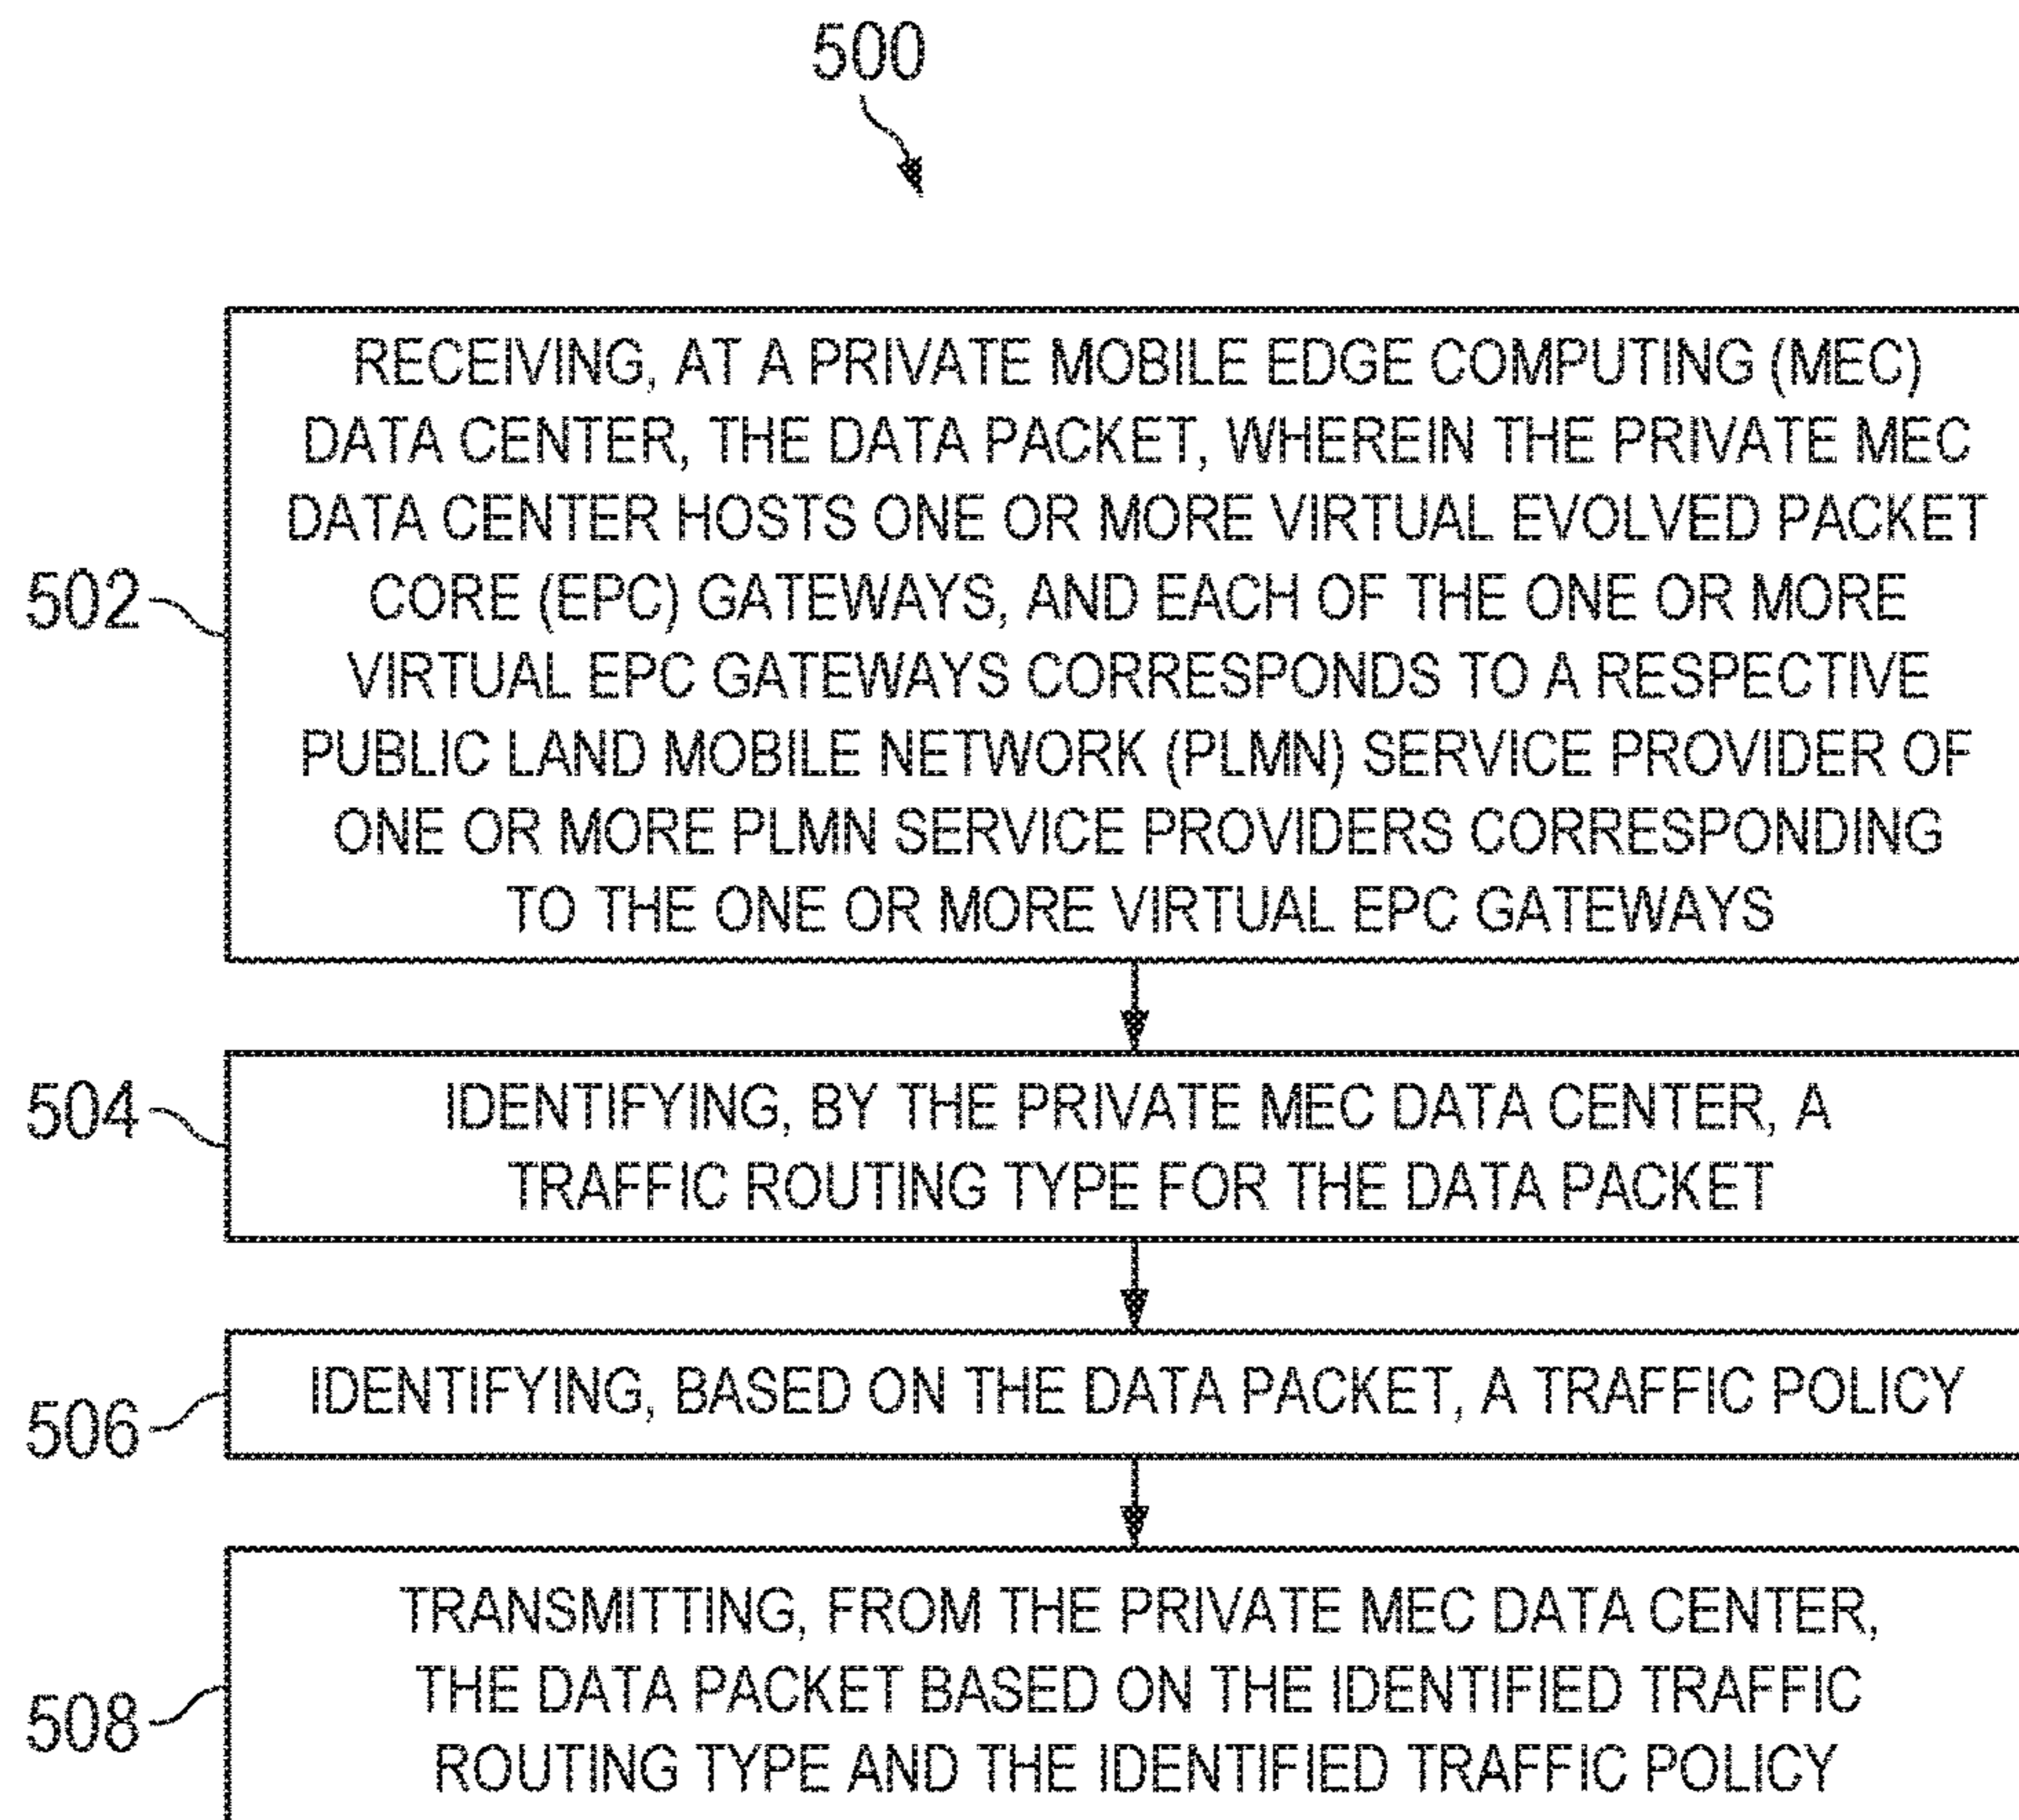 500
502
RECEIVING, AT A PRIVATE MOBILE EDGE COMPUTING (MEC)
DATA CENTER, THE DATA PACKET, WHEREIN THE PRIVATE MEC
DATA CENTER HOSTS ONE OR MORE VIRTUAL EVOLVED PACKET
CORE (EPC) GATEWAYS, AND EACH OF THE ONE OR MORE
VIRTUAL EPC GATEWAYS CORRESPONDS TO A RESPECTIVE
PUBLIC LAND MOBILE NETWORK (PLMN) SERVICE PROVIDER OF
ONE OR MORE PLMN SERVICE PROVIDERS CORRESPONDING
TO THE ONE OR MORE VIRTUAL EPC GATEWAYS
504
IDENTIFYING, BY THE PRIVATE MEC DATA CENTER, A
TRAFFIC ROUTING TYPE FOR THE DATA PACKET
506
IDENTIFYING, BASED ON THE DATA PACKET, A TRAFFIC POLICY
508
TRANSMITTING, FROM THE PRIVATE MEC DATA CENTER,
THE DATA PACKET BASED ON THE IDENTIFIED TRAFFIC
ROUTING TYPE AND THE IDENTIFIED TRAFFIC POLICY